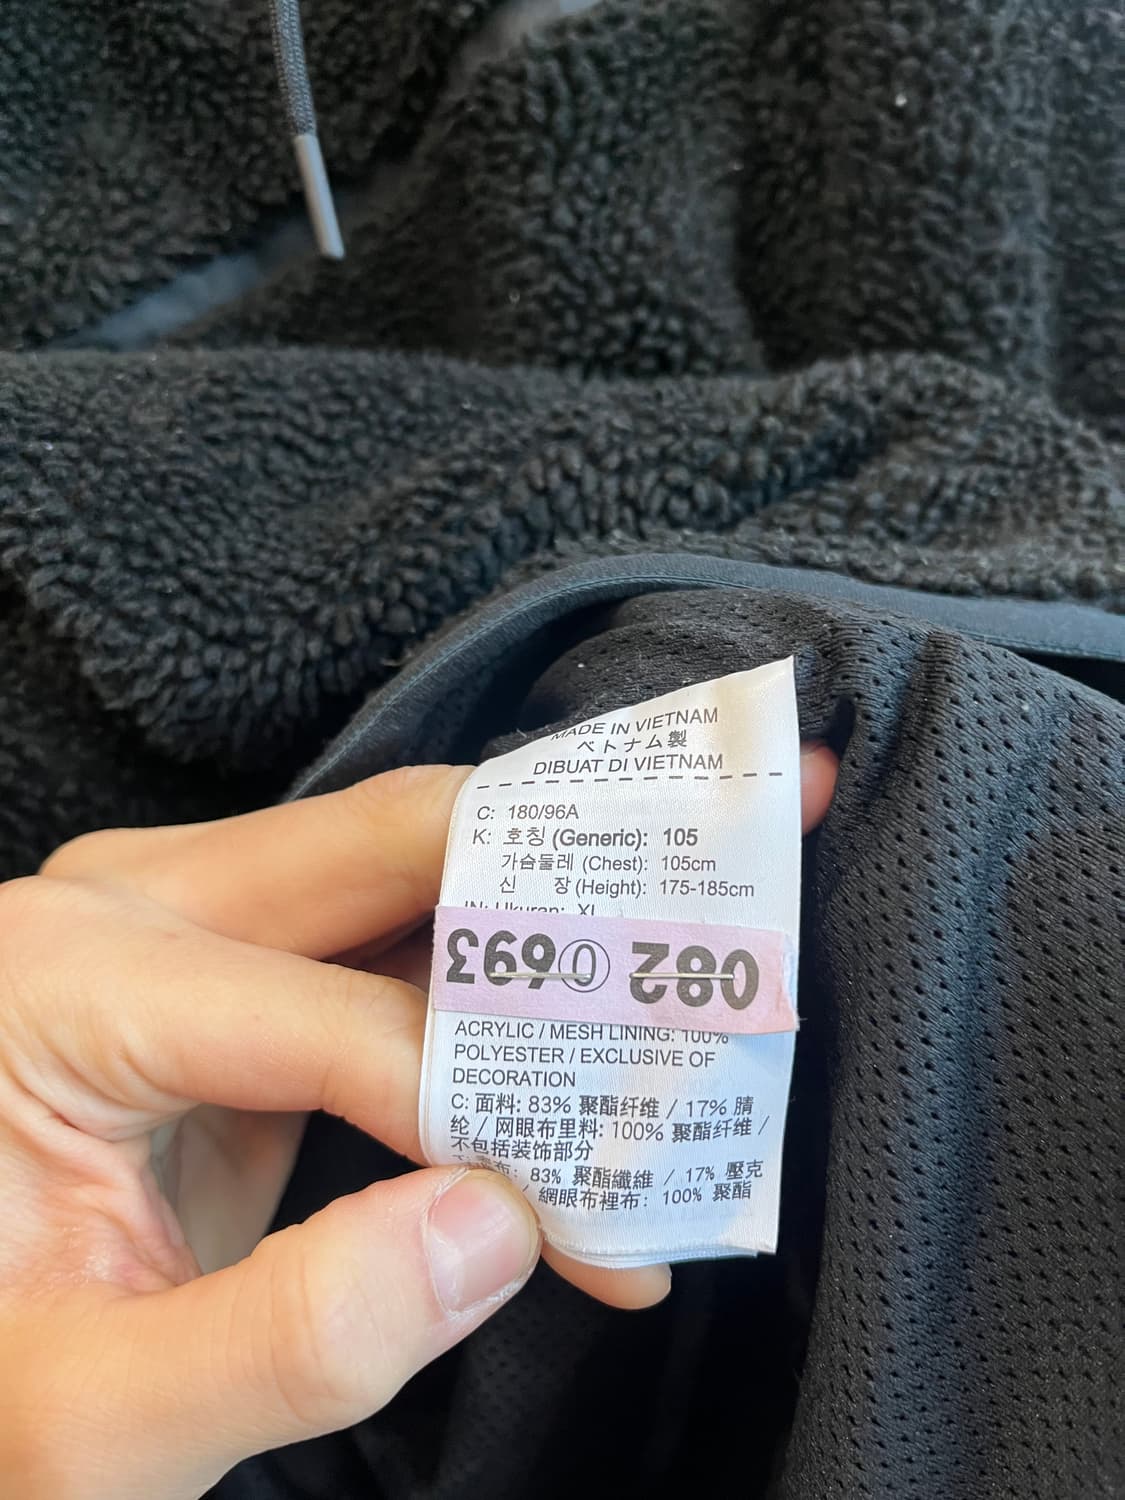 MADE IN VIETNAM
ベトナム製
DIBUAT DI VIETNAM
C: 180/96A
K: 호칭 (Generic): 105
가슴둘레 (Chest): 105cm
신 장 (Height): 175-185cm
IN: Ukuran: XL
082 0693
ACRYLIC / MESH LINING: 100%
POLYESTER / EXCLUSIVE OF
DECORATION
C: 面料: 83% 聚酯纤维 / 17% 腈
纶 / 网眼布里料: 100% 聚酯纤维 /
不包括装饰部分
布: 83% 聚酯纖維 / 17% 壓克
/ 網眼布裡布: 100% 聚酯